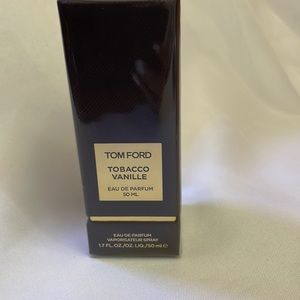 TOM FORD
TOBACCO
VANILLE
EAU DE PARFUM
50 ML
EAU DE PARFUM
VAPORISATEUR SPRAY
1.7 FL. OZ./OZ. LIQ./50 ml ℮